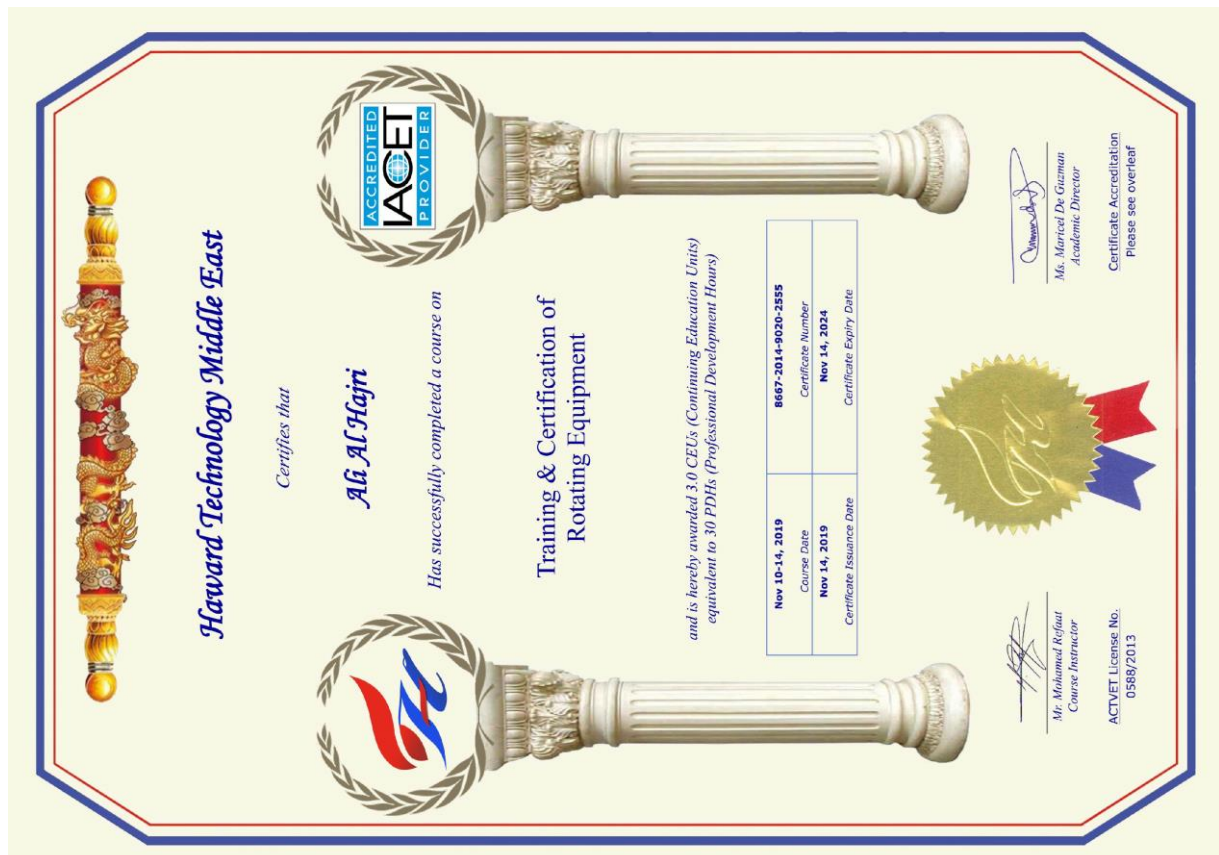 Haward Technology Middle East
Certifies that
Ali Al Hajri
Has successfully completed a course on
Training & Certification of
Rotating Equipment
and is hereby awarded 3.0 CEUs (Continuing Education Units)
equivalent to 30 PDHs (Professional Development Hours)
Nov 10-14, 2019
8667-2014-9020-2555
Course Date
Certificate Number
Nov 14, 2019
Nov 14, 2024
Certificate Issuance Date
Certificate Expiry Date
ACCREDITED
IACET
PROVIDER
Mr. Mohamed Refaat
Course Instructor
Ms. Maricel De Guzman
Academic Director
ACTVET License No.
0588/2013
Certificate Accreditation
Please see overleaf